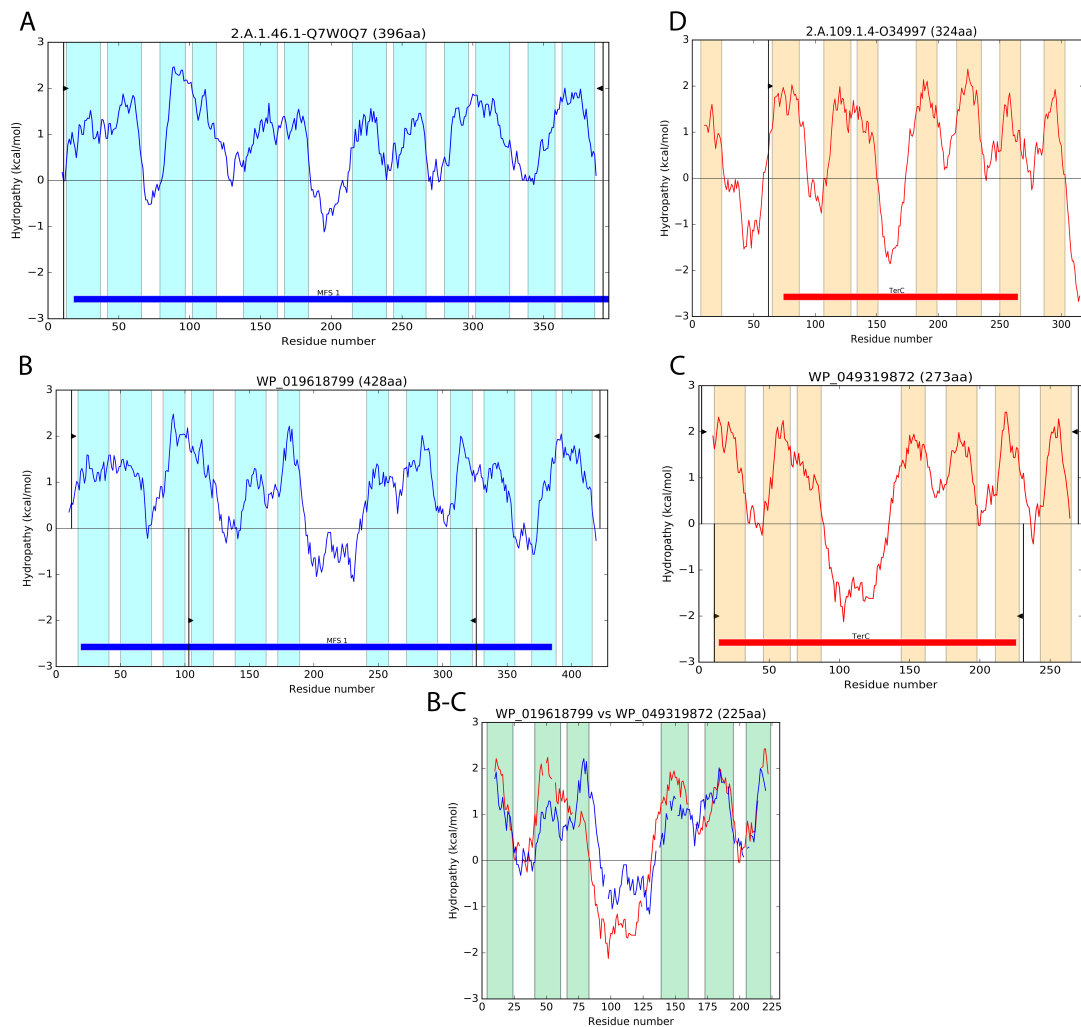 A
2.A.1.46.1-Q7W0Q7 (396aa)
3
2
1
0
−1
−2
−3
Hydropathy (kcal/mol)
MFS 1
0 50 100 150 200 250 300 350
Residue number
D
2.A.109.1.4-O34997 (324aa)
3
2
1
0
−1
−2
−3
Hydropathy (kcal/mol)
TerC
0 50 100 150 200 250 300
Residue number
B
WP_019618799 (428aa)
3
2
1
0
−1
−2
−3
Hydropathy (kcal/mol)
MFS 1
0 50 100 150 200 250 300 350 400
Residue number
C
WP_049319872 (273aa)
3
2
1
0
−1
−2
−3
Hydropathy (kcal/mol)
TerC
0 50 100 150 200 250
Residue number
B-C
WP_019618799 vs WP_049319872 (225aa)
3
2
1
0
−1
−2
−3
Hydropathy (kcal/mol)
0 25 50 75 100 125 150 175 200 225
Residue number